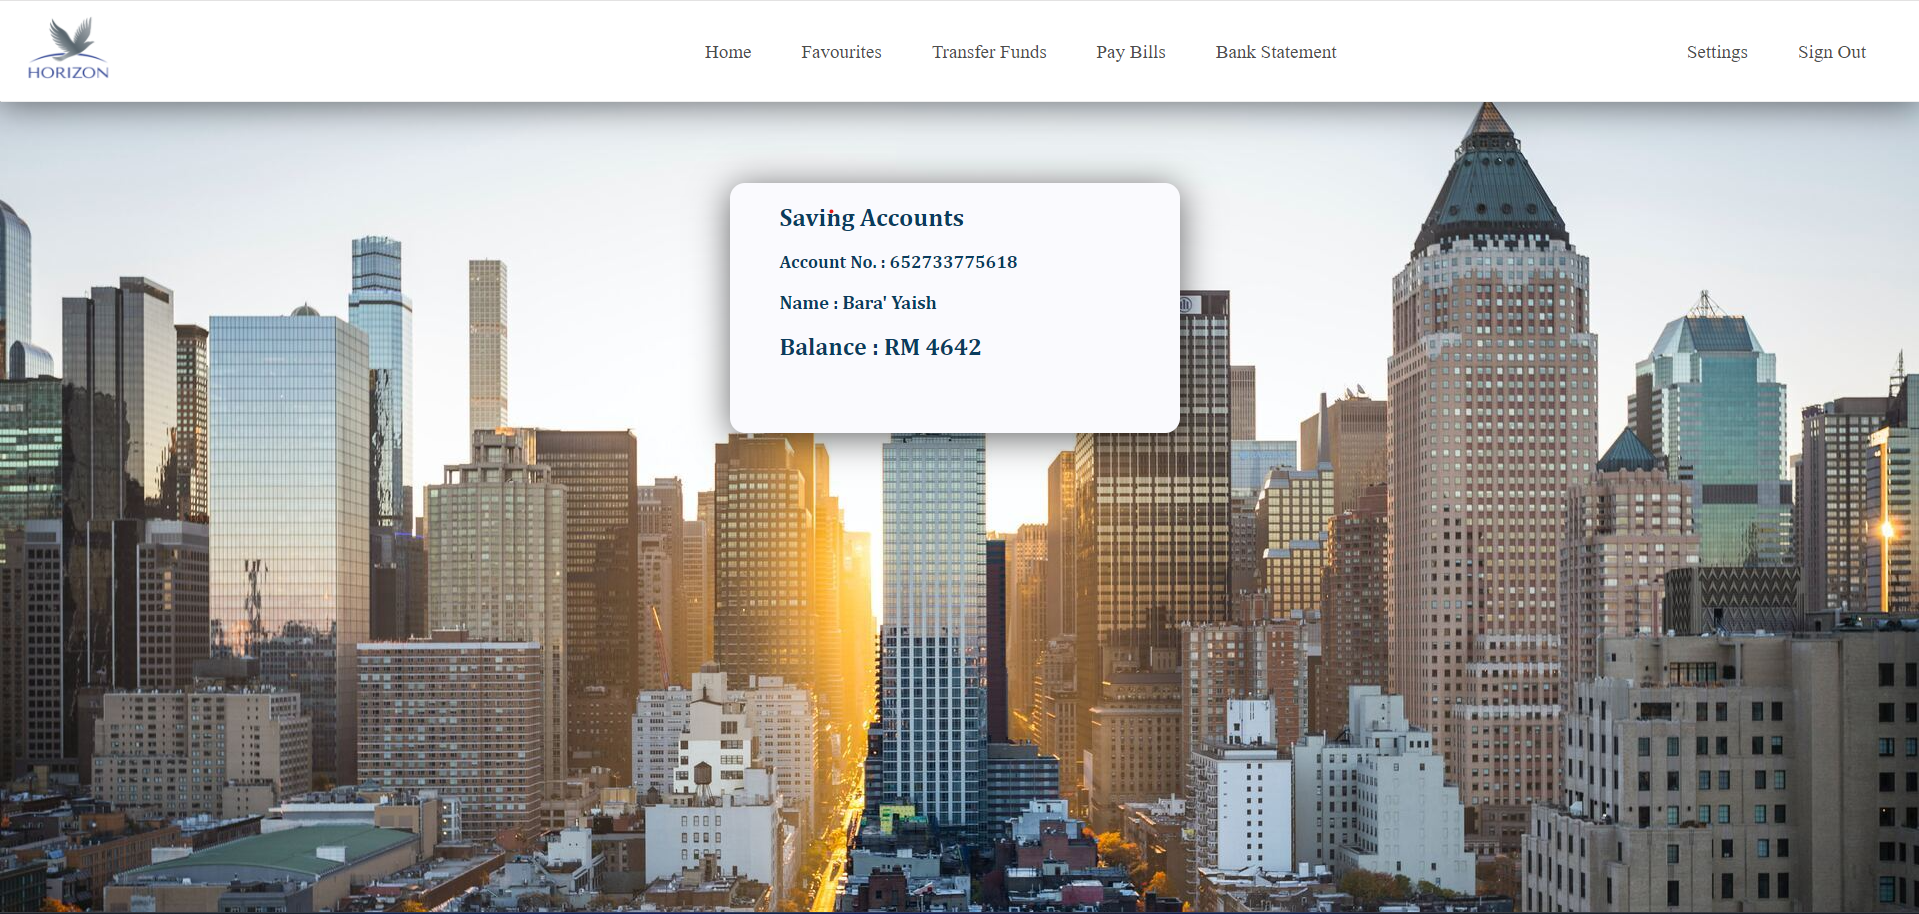 HORIZON
Home Favourites Transfer Funds Pay Bills Bank Statement Settings Sign Out
Saving Accounts
Account No. : 652733775618
Name : Bara' Yaish
Balance : RM 4642